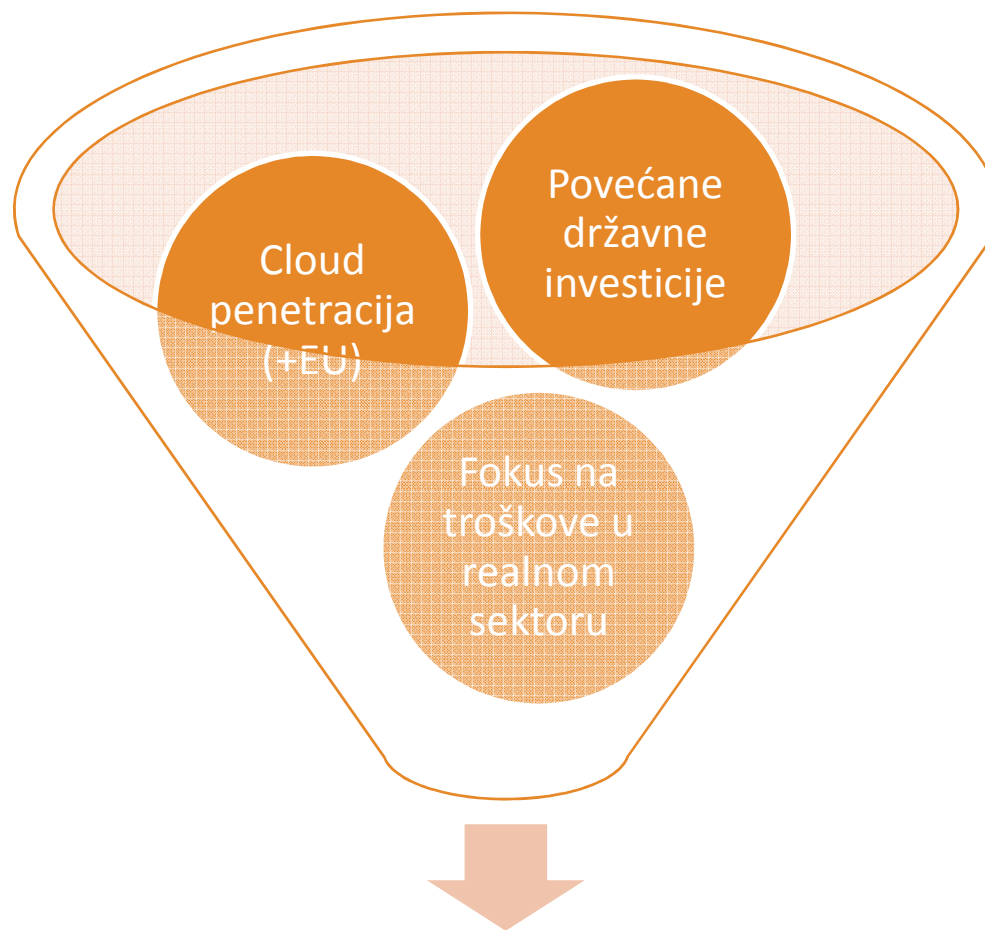 Povećane
državne
investicije
Cloud
penetracija
(+EU)
Fokus na
troškove u
realnom
sektoru